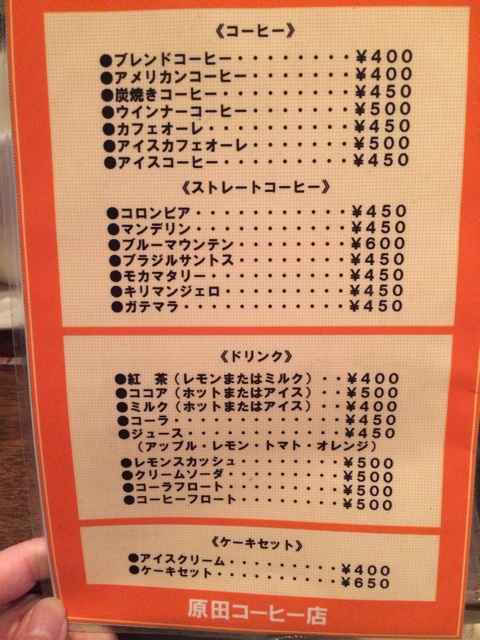 《コーヒー》
●ブレンドコーヒー・・・・・・・・￥４００
●アメリカンコーヒー・・・・・・・￥４００
●炭焼きコーヒー・・・・・・・・・￥４５０
●ウインナーコーヒー・・・・・・・￥５００
●カフェオーレ・・・・・・・・・・￥４５０
●アイスカフェオーレ・・・・・・・￥５００
●アイスコーヒー・・・・・・・・・￥４５０
《ストレートコーヒー》
●コロンビア・・・・・・・・・・・￥４５０
●マンデリン・・・・・・・・・・・￥４５０
●ブルーマウンテン・・・・・・・・￥６００
●ブラジルサントス・・・・・・・・￥４５０
●モカマタリー・・・・・・・・・・￥４５０
●キリマンジェロ・・・・・・・・・￥４５０
●ガテマラ・・・・・・・・・・・・￥４５０
《ドリンク》
●紅　茶（レモンまたはミルク）・・￥４００
●ココア（ホットまたはアイス）・・￥５００
●ミルク（ホットまたはアイス）・・￥４００
●コーラ・・・・・・・・・・・・・￥４５０
●ジュース・・・・・・・・・・・・￥４５０
（アップル・レモン・トマト・オレンジ）
●レモンスカッシュ・・・・・・・・￥５００
●クリームソーダ・・・・・・・・・￥５００
●コーラフロート・・・・・・・・・￥５００
●コーヒーフロート・・・・・・・・￥５００
《ケーキセット》
●アイスクリーム・・・・・・・・・￥４００
●ケーキセット・・・・・・・・・・￥６５０
原田コーヒー店